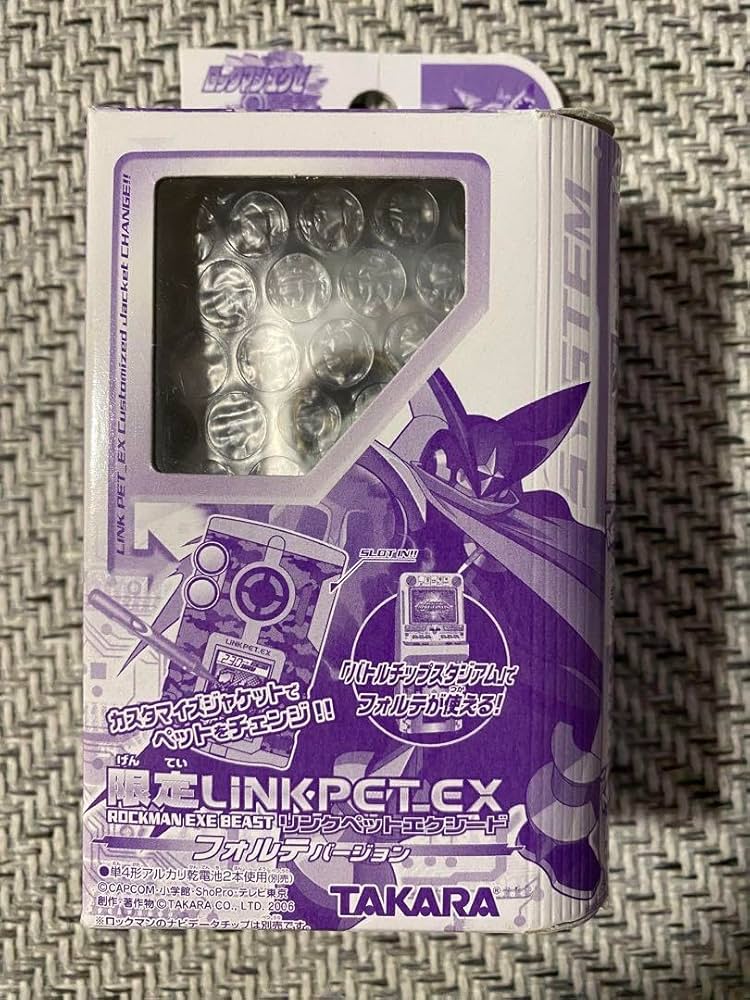 ロックマンエグゼ
LINK PET_EX Customized Jacket CHANGE!!
SYSTEM
SLOT IN!!
LINK PET_EX
「バトルチップスタジアム」で
つか
フォルテが使える!
カスタマイズジャケットで
ペットをチェンジ!!
げん てい
限定LINK・PET_EX
ROCKMAN EXE BEAST リンクペットエクシード
フォルテバージョン
●単4形アルカリ乾電池2本使用(別売)
©CAPCOM・小学館・ShoPro・テレビ東京
創作・著作物©TAKARA CO., LTD. 2006
TAKARA®
※ロックマンのナビデータチップは別売です。